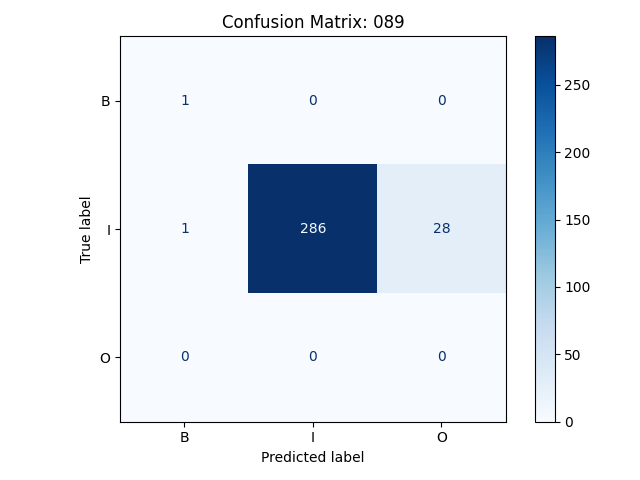 Confusion Matrix: 089
True label
B 1 0 0
I 1 286 28
O 0 0 0
B I O
Predicted label
250
200
150
100
50
0